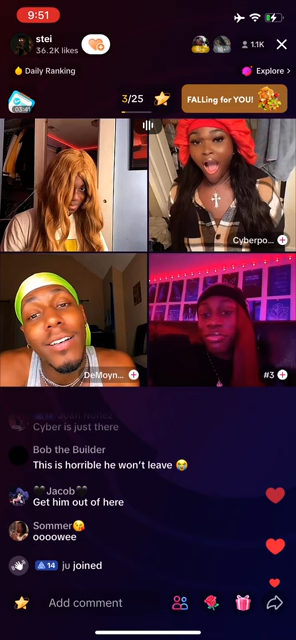 9:51
stei
36.2K likes
1.1K
Daily Ranking
Explore >
03:41
3/25
FALLing for YOU!
Cyberpo...
DeMoyn...
#3
Cyber is just there
Bob the Builder
This is horrible he won't leave 😭
🖤Jacob🖤
Get him out of here
Sommer😘
oooowee
14 ju joined
Add comment